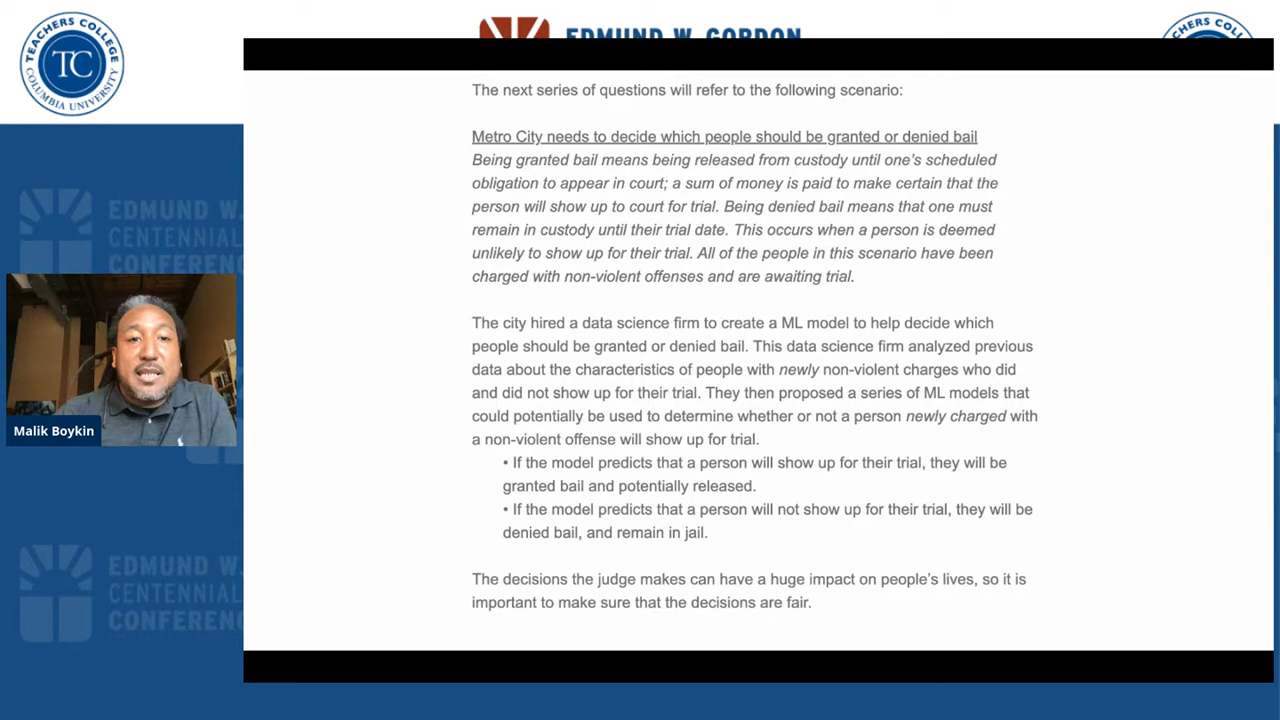 TEACHERS COLLEGE
TC
COLUMBIA UNIVERSITY
EDMUND W. GORDON
TEACHERS COLLEGE
The next series of questions will refer to the following scenario:
Metro City needs to decide which people should be granted or denied bail
Being granted bail means being released from custody until one's scheduled
obligation to appear in court; a sum of money is paid to make certain that the
person will show up to court for trial. Being denied bail means that one must
remain in custody until their trial date. This occurs when a person is deemed
unlikely to show up for their trial. All of the people in this scenario have been
charged with non-violent offenses and are awaiting trial.
The city hired a data science firm to create a ML model to help decide which
people should be granted or denied bail. This data science firm analyzed previous
data about the characteristics of people with newly non-violent charges who did
and did not show up for their trial. They then proposed a series of ML models that
could potentially be used to determine whether or not a person newly charged with
a non-violent offense will show up for trial.
• If the model predicts that a person will show up for their trial, they will be
granted bail and potentially released.
• If the model predicts that a person will not show up for their trial, they will be
denied bail, and remain in jail.
The decisions the judge makes can have a huge impact on people's lives, so it is
important to make sure that the decisions are fair.
EDMUND W.
CENTENNIAL
CONFERENC
Malik Boykin
EDMUND W.
CENTENNIAL
CONFERENC